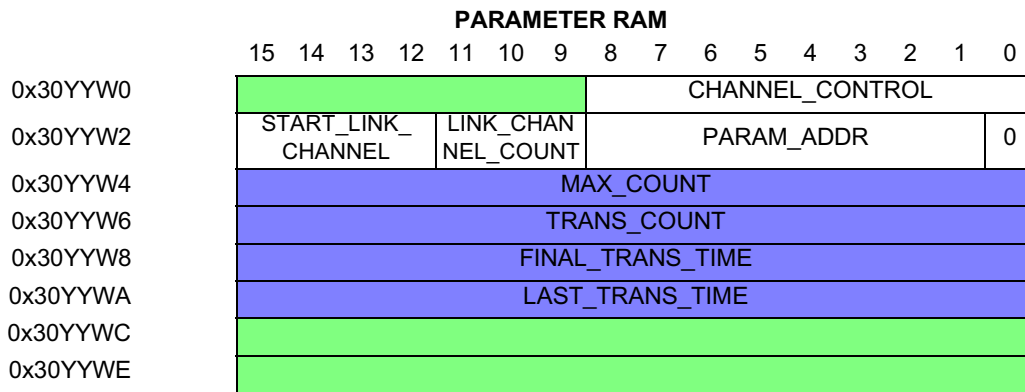 PARAMETER RAM
15 14 13 12 11 10 9 8 7 6 5 4 3 2 1 0
0x30YYW0 CHANNEL_CONTROL
0x30YYW2 START_LINK_ LINK_CHAN PARAM_ADDR 0
CHANNEL NEL_COUNT
0x30YYW4 MAX_COUNT
0x30YYW6 TRANS_COUNT
0x30YYW8 FINAL_TRANS_TIME
0x30YYWA LAST_TRANS_TIME
0x30YYWC
0x30YYWE